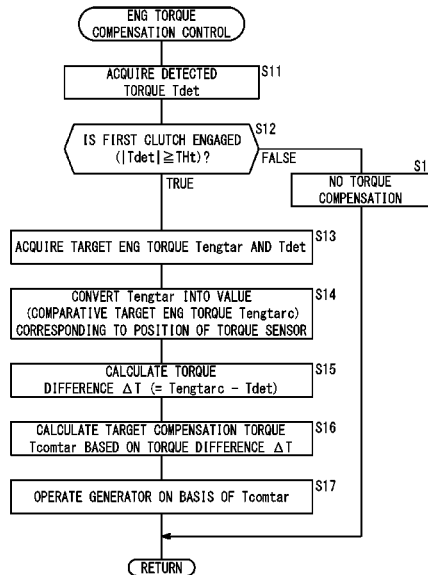 ENG TORQUE
COMPENSATION CONTROL
ACQUIRE DETECTED
TORQUE Tdet
S11
IS FIRST CLUTCH ENGAGED
(|Tdet|≧THt)?
S12
FALSE
TRUE
S1
NO TORQUE
COMPENSATION
S13
ACQUIRE TARGET ENG TORQUE Tengtar AND Tdet
CONVERT Tengtar INTO VALUE
(COMPARATIVE TARGET ENG TORQUE Tengtarc)
CORRESPONDING TO POSITION OF TORQUE SENSOR
S14
CALCULATE TORQUE
DIFFERENCE ΔT (= Tengtarc - Tdet)
S15
CALCULATE TARGET COMPENSATION TORQUE
Tcomtar BASED ON TORQUE DIFFERENCE ΔT
S16
OPERATE GENERATOR ON BASIS OF Tcomtar
S17
RETURN